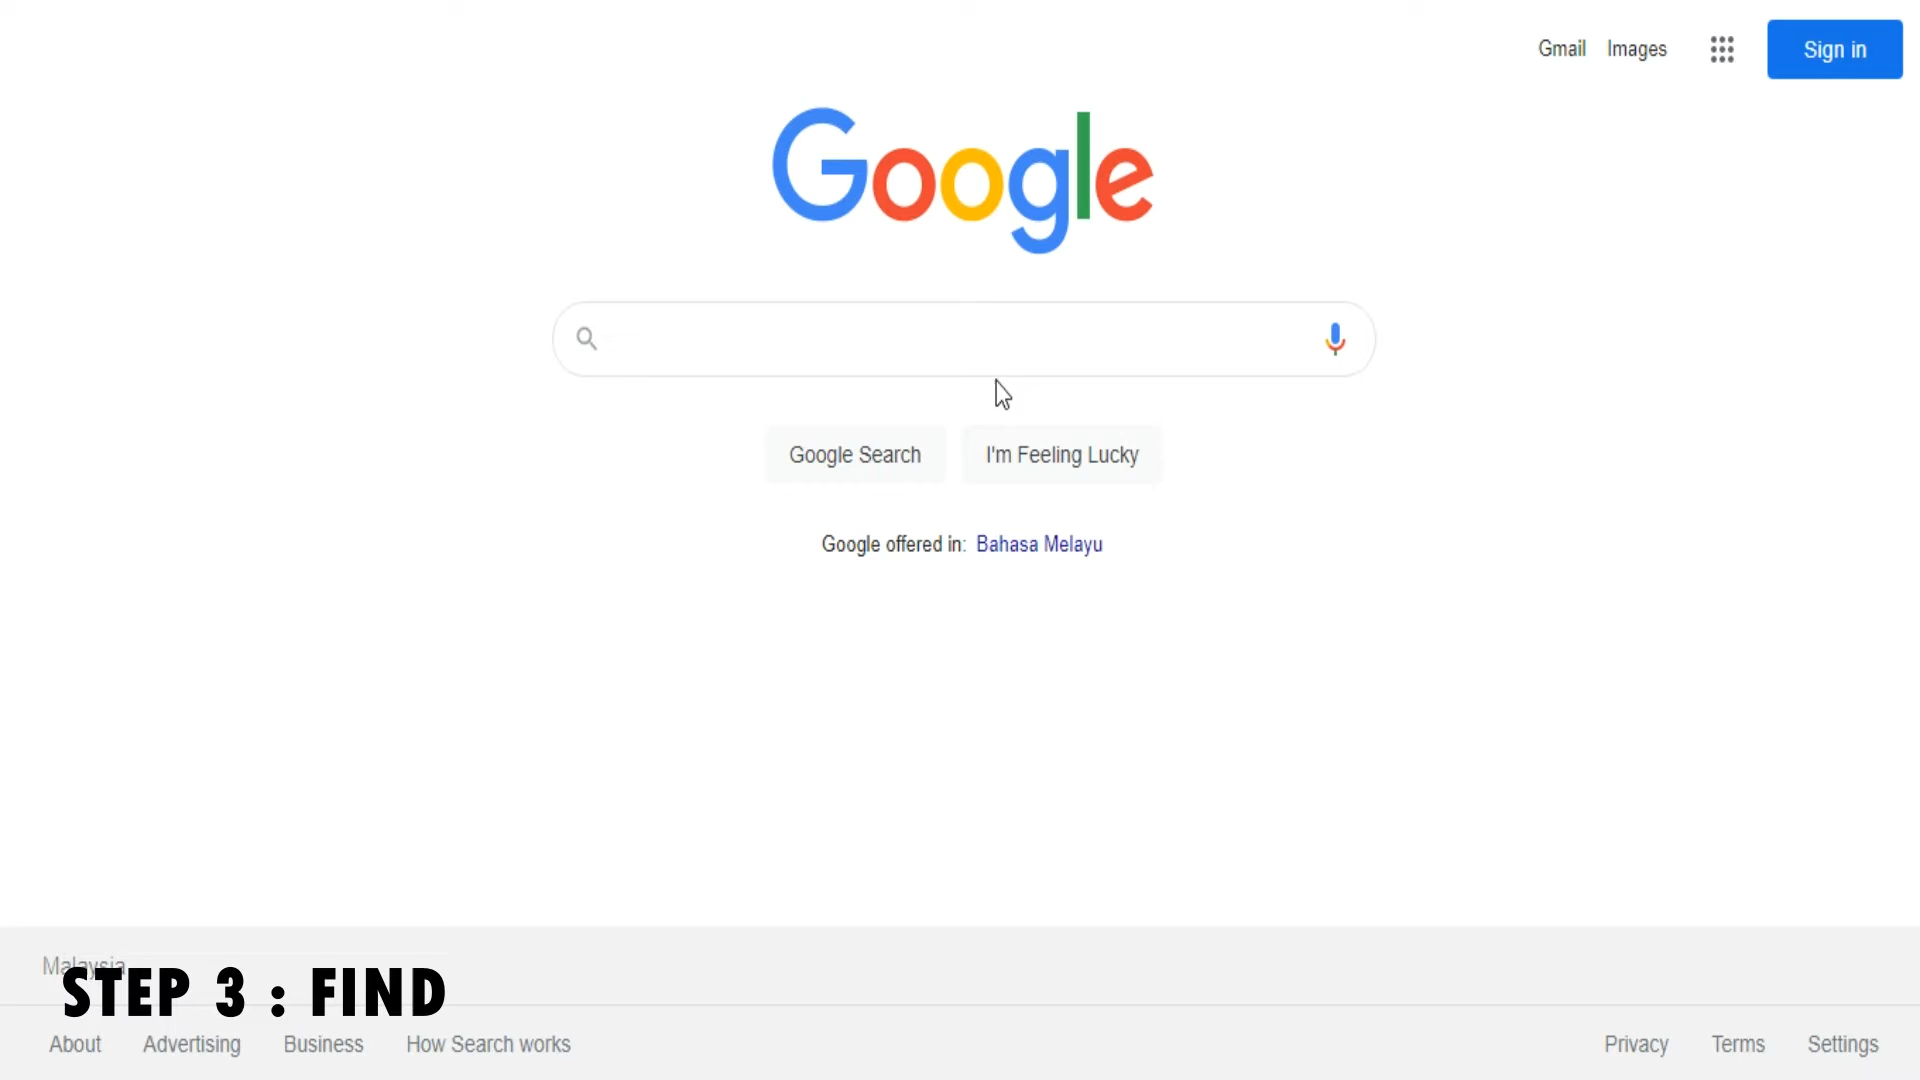 Gmail Images Sign in
Google
Google Search I'm Feeling Lucky
Google offered in: Bahasa Melayu
Malaysia
STEP 3 : FIND
About Advertising Business How Search works Privacy Terms Settings